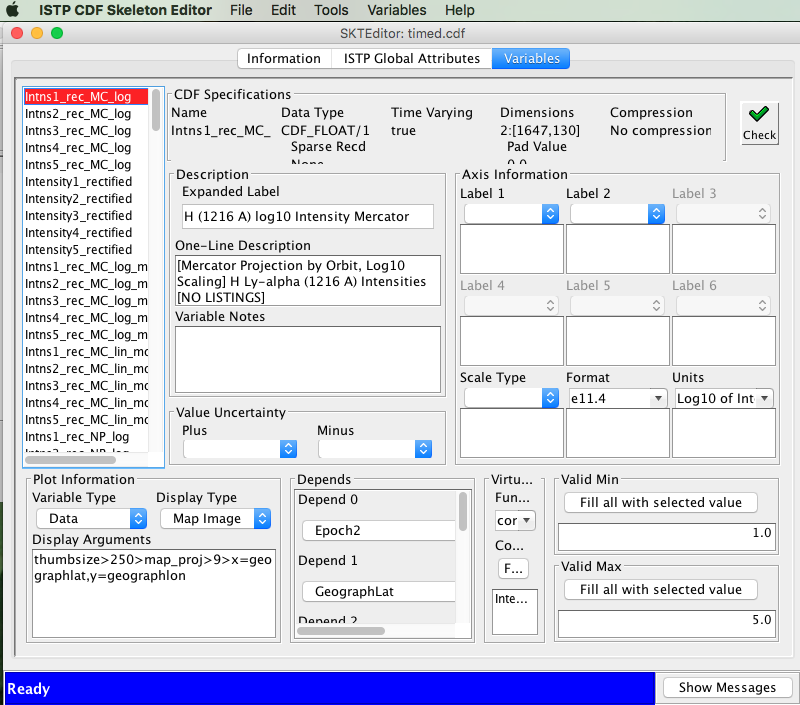 ISTP CDF Skeleton Editor File Edit Tools Variables Help
SKTEditor: timed.cdf
Information ISTP Global Attributes Variables
Intns1_rec_MC_log
Intns2_rec_MC_log
Intns3_rec_MC_log
Intns4_rec_MC_log
Intns5_rec_MC_log
Intensity1_rectified
Intensity2_rectified
Intensity3_rectified
Intensity4_rectified
Intensity5_rectified
Intns1_rec_MC_log_m
Intns2_rec_MC_log_m
Intns3_rec_MC_log_m
Intns4_rec_MC_log_m
Intns5_rec_MC_log_m
Intns1_rec_MC_lin_mc
Intns2_rec_MC_lin_mc
Intns3_rec_MC_lin_mc
Intns4_rec_MC_lin_mc
Intns5_rec_MC_lin_mc
Intns1_rec_NP_log
CDF Specifications
Name Data Type Time Varying Dimensions Compression
Intns1_rec_MC_ CDF_FLOAT/1 true 2:[1647,130] No compression
Sparse Recd Pad Value
None 0.0
Check
Description
Expanded Label
H (1216 A) log10 Intensity Mercator
One-Line Description
[Mercator Projection by Orbit, Log10
Scaling] H Ly-alpha (1216 A) Intensities
[NO LISTINGS]
Variable Notes
Value Uncertainty
Plus Minus
Axis Information
Label 1 Label 2 Label 3
Label 4 Label 5 Label 6
Scale Type Format Units
e11.4 Log10 of Int
Plot Information
Variable Type Display Type
Data Map Image
Display Arguments
thumbsize>250>map_proj>9>x=geo
graphlat,y=geographlon
Depends
Depend 0
Epoch2
Depend 1
GeographLat
Depend 2
Virtu...
Fun...
cor
Co...
F...
Inte...
Valid Min
Fill all with selected value
1.0
Valid Max
Fill all with selected value
5.0
Ready
Show Messages